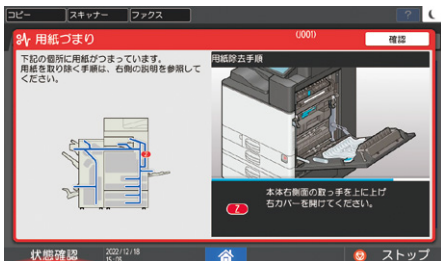 コピー
スキャナー
ファクス
?
用紙づまり
(0001)
確認
下記の個所に用紙がつまっています。
用紙を取り除く手順は、右側の説明を参照して
ください。
用紙除去手順
本体右側面の取っ手を上に上げ
右カバーを開けてください。
状態確認
2022/12/18
ストップ